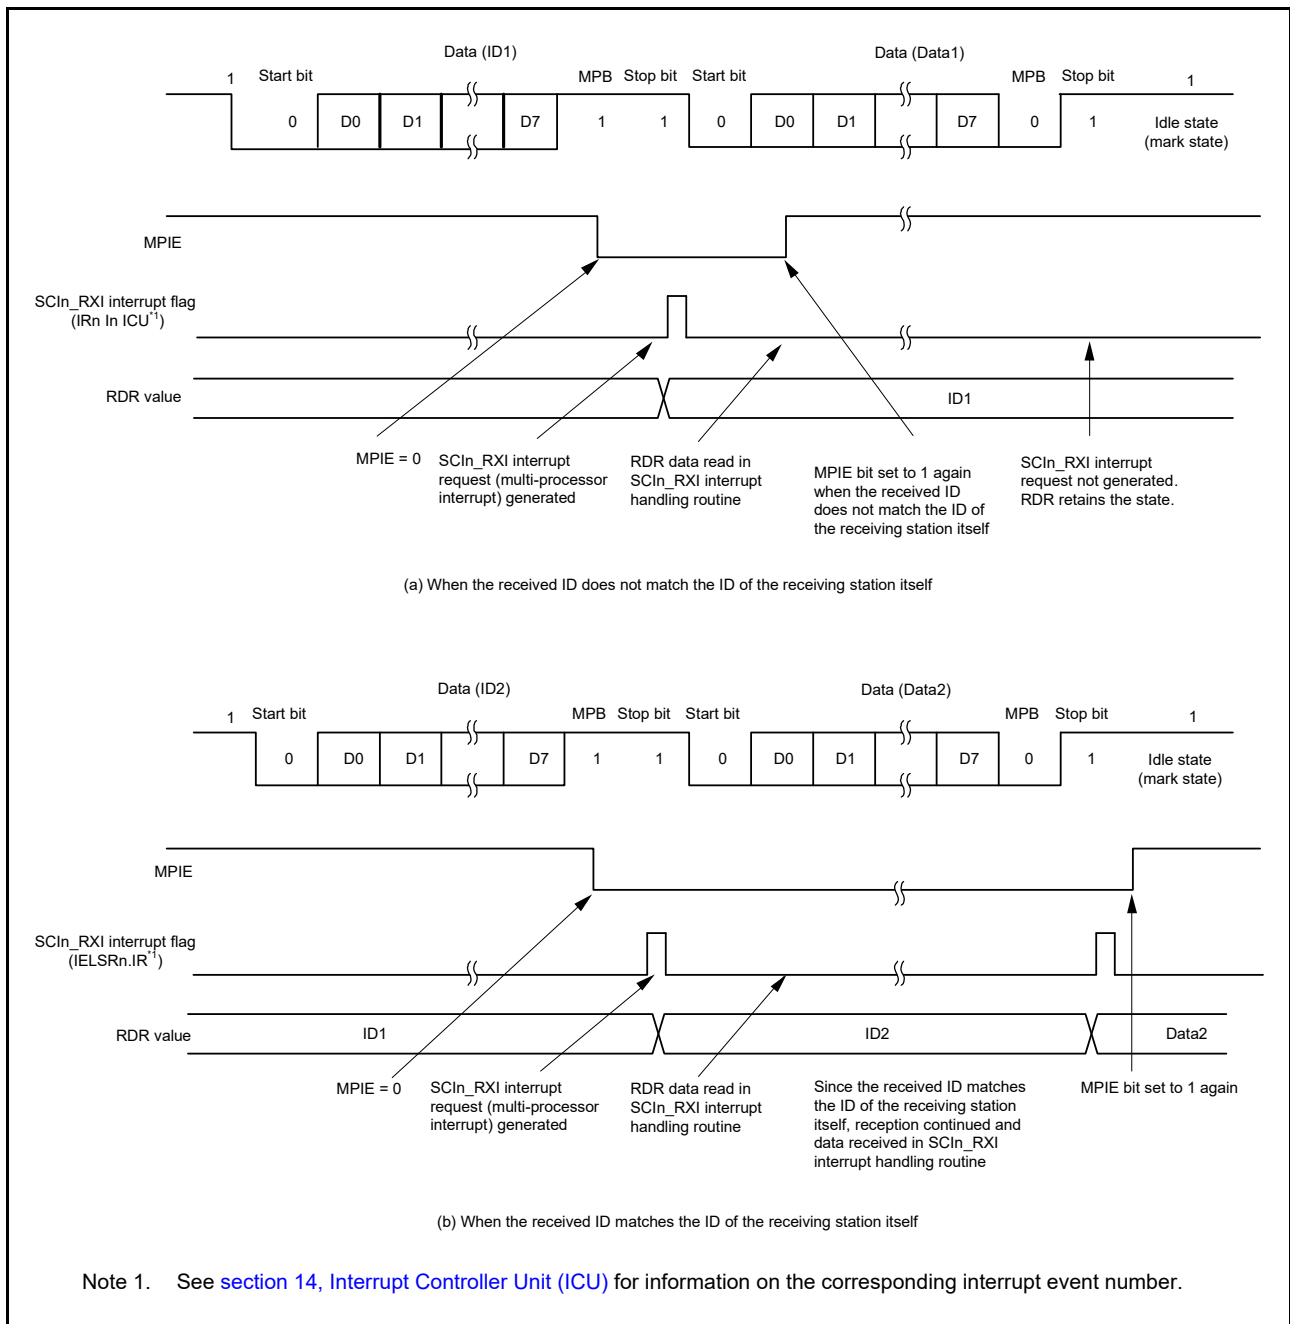 Data (ID1) Data (Data1)
1 Start bit MPB Stop bit Start bit MPB Stop bit 1
0 D0 D1 D7 1 1 0 D0 D1 D7 0 1 Idle state
(mark state)
MPIE
SCIn_RXI interrupt flag
(IRn In ICU*1)
RDR value ID1
MPIE = 0
SCIn_RXI interrupt
request (multi-processor
interrupt) generated
RDR data read in
SCIn_RXI interrupt
handling routine
MPIE bit set to 1 again
when the received ID
does not match the ID of
the receiving station itself
SCIn_RXI interrupt
request not generated.
RDR retains the state.
(a) When the received ID does not match the ID of the receiving station itself
Data (ID2) Data (Data2)
1 Start bit MPB Stop bit Start bit MPB Stop bit 1
0 D0 D1 D7 1 1 0 D0 D1 D7 0 1 Idle state
(mark state)
MPIE
SCIn_RXI interrupt flag
(IELSRn.IR*1)
RDR value ID1 ID2 Data2
MPIE = 0
SCIn_RXI interrupt
request (multi-processor
interrupt) generated
RDR data read in
SCIn_RXI interrupt
handling routine
Since the received ID matches
the ID of the receiving station
itself, reception continued and
data received in SCIn_RXI
interrupt handling routine
MPIE bit set to 1 again
(b) When the received ID matches the ID of the receiving station itself
Note 1. See section 14, Interrupt Controller Unit (ICU) for information on the corresponding interrupt event number.